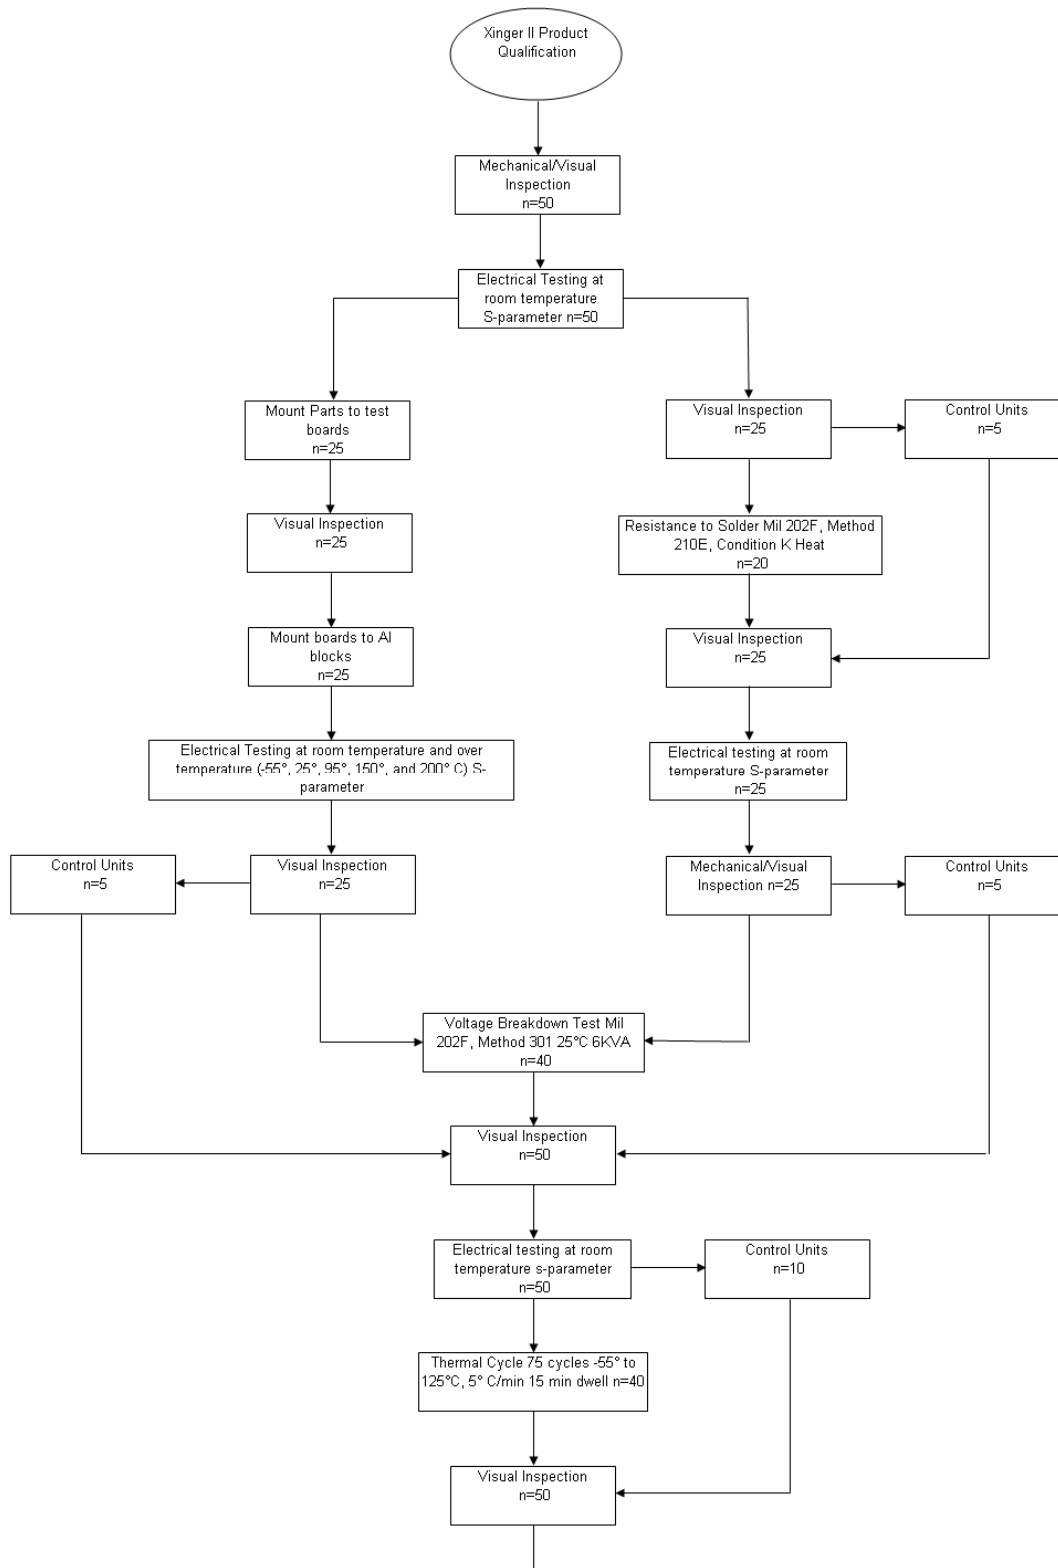 Xinger II Product
Qualification
Mechanical/Visual
Inspection
n=50
Electrical Testing at
room temperature
S-parameter n=50
Mount Parts to test
boards
n=25
Visual Inspection
n=25
Control Units
n=5
Visual Inspection
n=25
Resistance to Solder Mil 202F, Method
210E, Condition K Heat
n=20
Mount boards to Al
blocks
n=25
Visual Inspection
n=25
Electrical Testing at room temperature and over
temperature (-55°, 25°, 95°, 150°, and 200° C) S-
parameter
Electrical testing at room
temperature S-parameter
n=25
Control Units
n=5
Visual Inspection
n=25
Mechanical/Visual
Inspection n=25
Control Units
n=5
Voltage Breakdown Test Mil
202F, Method 301 25°C 6KVA
n=40
Visual Inspection
n=50
Electrical testing at room
temperature s-parameter
n=50
Control Units
n=10
Thermal Cycle 75 cycles -55° to
125°C, 5° C/min 15 min dwell n=40
Visual Inspection
n=50